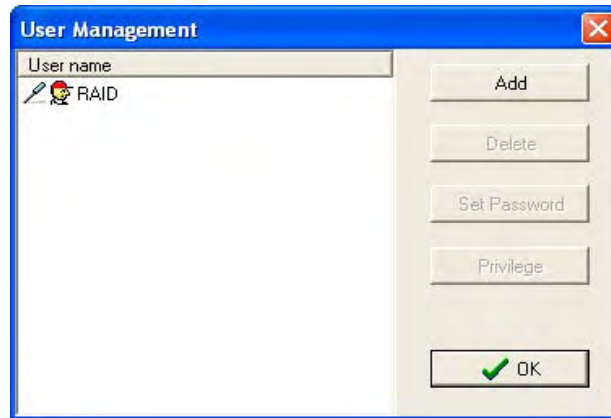 User Management
User name
RAID
Add
Delete
Set Password
Privilege
OK